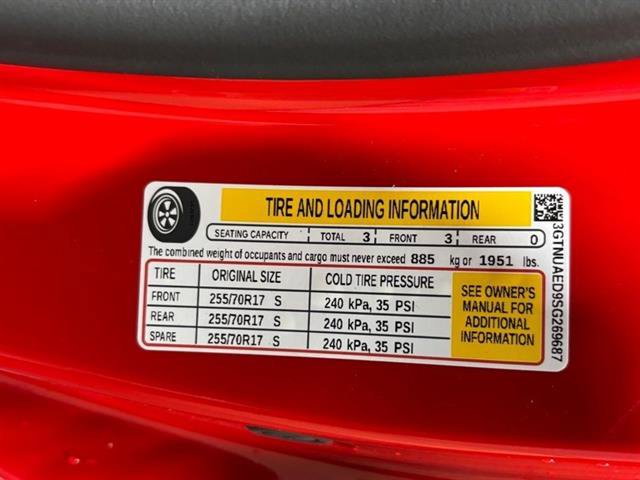 TIRE AND LOADING INFORMATION
SEATING CAPACITY TOTAL 3 FRONT 3 REAR 0
The combined weight of occupants and cargo must never exceed 885 kg or 1951 lbs.
TIRE ORIGINAL SIZE COLD TIRE PRESSURE
FRONT 255/70R17 S 240 kPa, 35 PSI
REAR 255/70R17 S 240 kPa, 35 PSI
SPARE 255/70R17 S 240 kPa, 35 PSI
SEE OWNER'S
MANUAL FOR
ADDITIONAL
INFORMATION
3GTNUAED9SG269687